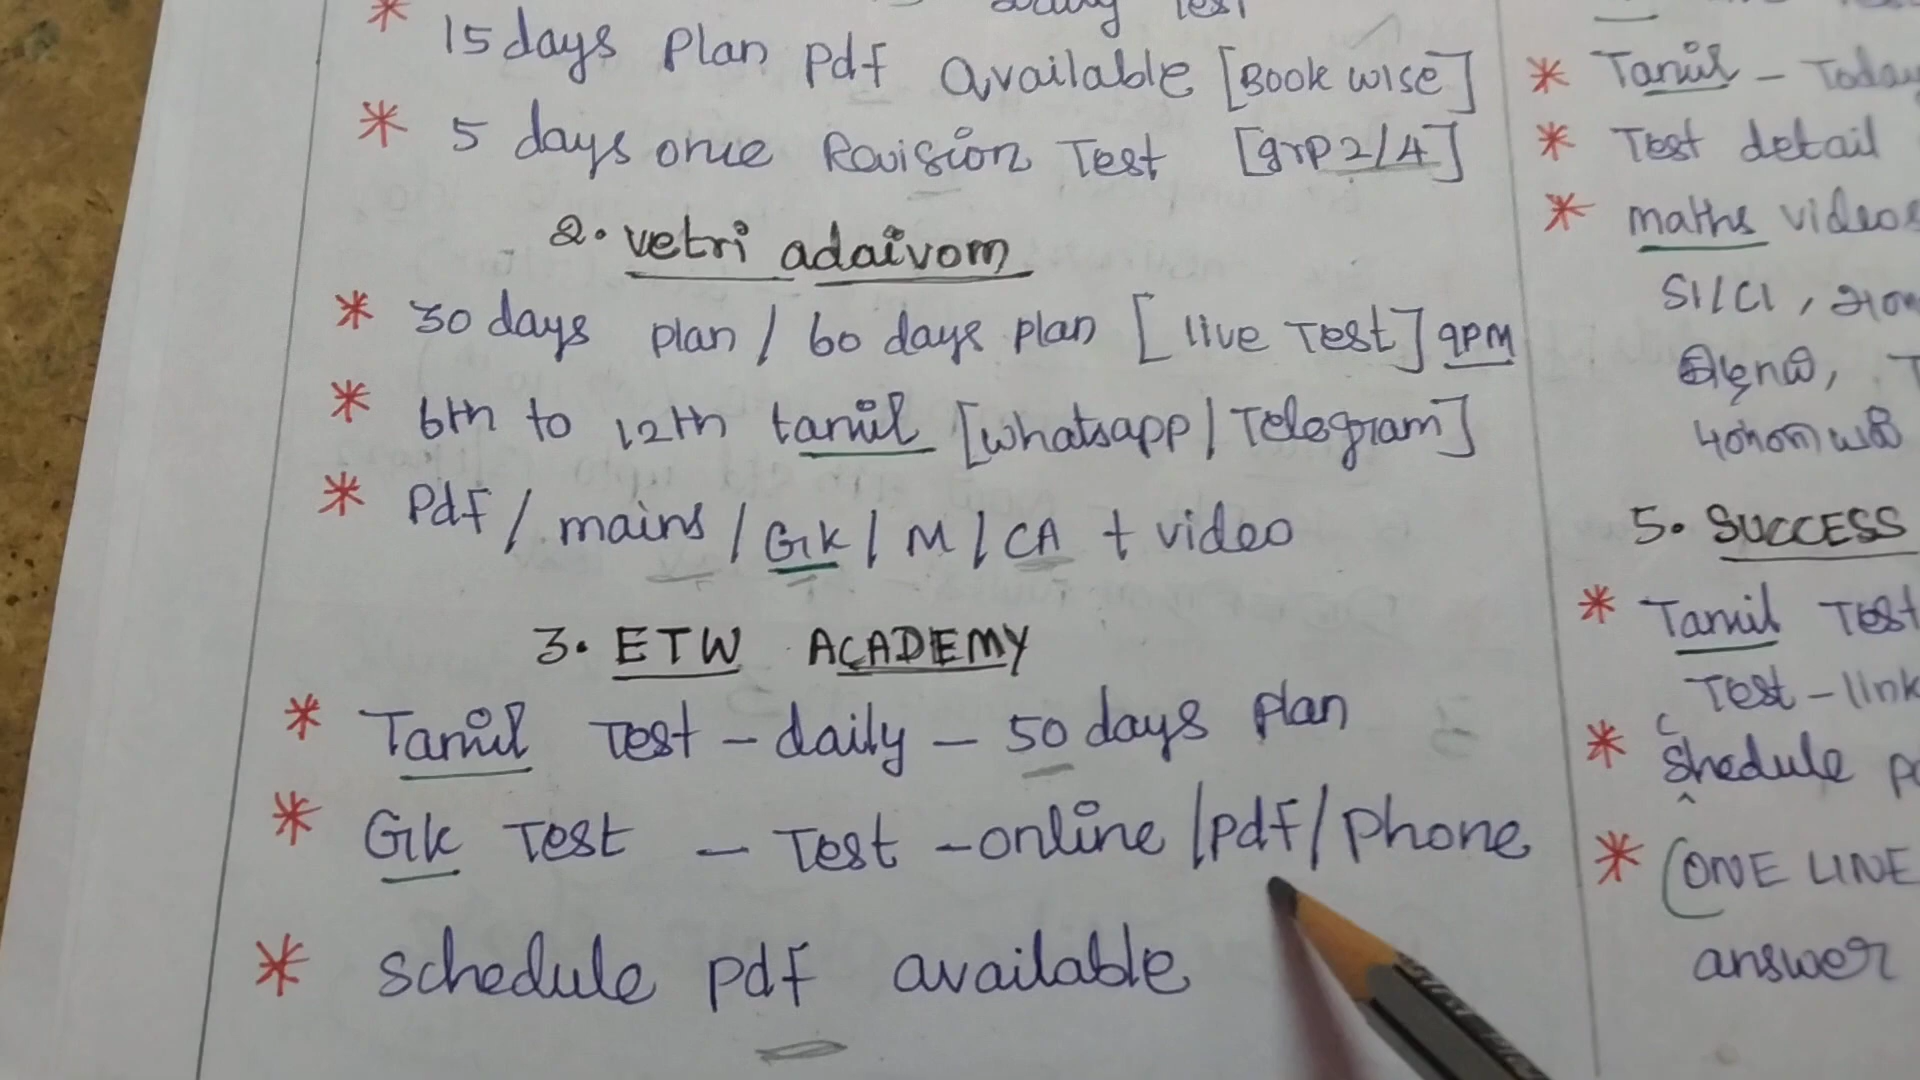 Test
15 days plan pdf available [Book wise]
5 days once Revision Test [grp 2/4]
2. vetri adaivom
30 days plan / 60 days plan [live Test] 9PM
6th to 12th tamil [whatsapp / Telegram]
Pdf / mains / GK / M / CA + video
3. ETW ACADEMY
Tamil Test - daily - 50 days plan
GK Test - Test - online / pdf / phone
schedule pdf available
Tamil - Today
Test detail
maths videos
SI/CI,
5. SUCCESS
Tamil Test
Test - link
Shedule
c
(ONE LINE
answer